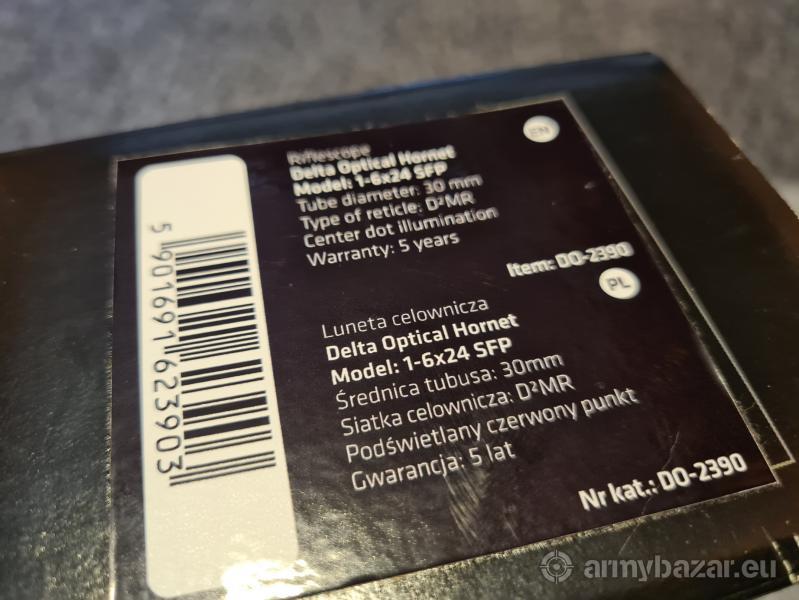 Riflescope
Delta Optical Hornet
Model: 1-6x24 SFP
Tube diameter: 30 mm
Type of reticle: D²MR
Center dot illumination
Warranty: 5 years
EN
Item: DO-2390
PL
Luneta celownicza
Delta Optical Hornet
Model: 1-6x24 SFP
Średnica tubusa: 30mm
Siatka celownicza: D²MR
Podświetlany czerwony punkt
Gwarancja: 5 lat
Nr kat.: DO-2390
5 901691 623903
armybazar.eu